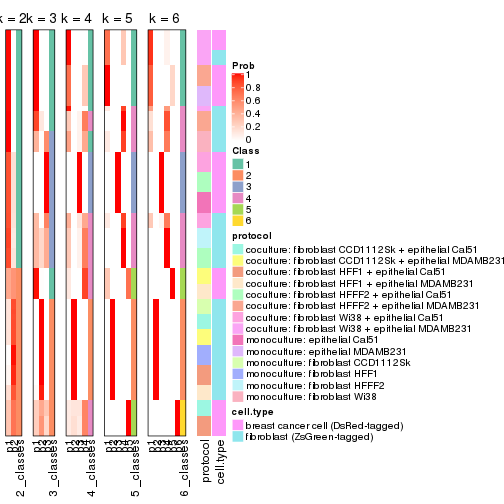 k = 2 k = 3 k = 4 k = 5 k = 6
Prob
1
0.8
0.6
0.4
0.2
0
Class
1
2
3
4
5
6
protocol
coculture: fibroblast CCD1112Sk + epithelial Cal51
coculture: fibroblast CCD1112Sk + epithelial MDAMB231
coculture: fibroblast HFF1 + epithelial Cal51
coculture: fibroblast HFF1 + epithelial MDAMB231
coculture: fibroblast HFFF2 + epithelial Cal51
coculture: fibroblast HFFF2 + epithelial MDAMB231
coculture: fibroblast Wi38 + epithelial Cal51
coculture: fibroblast Wi38 + epithelial MDAMB231
monoculture: epithelial Cal51
monoculture: epithelial MDAMB231
monoculture: fibroblast CCD1112Sk
monoculture: fibroblast HFF1
monoculture: fibroblast HFFF2
monoculture: fibroblast Wi38
cell.type
breast cancer cell (DsRed-tagged)
fibroblast (ZsGreen-tagged)
2_classes
3_classes
4_classes
5_classes
6_classes
protocol
cell.type